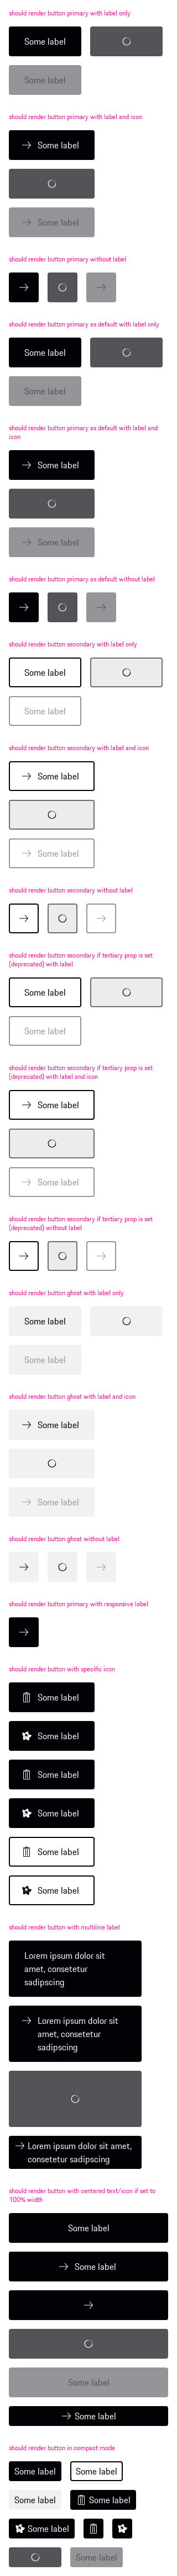 should render button primary with label only
Some label
Some label
should render button primary with label and icon
Some label
Some label
should render button primary without label
should render button primary as default with label only
Some label
Some label
should render button primary as default with label and
icon
Some label
Some label
should render button primary as default without label
should render button secondary with label only
Some label
Some label
should render button secondary with label and icon
Some label
Some label
should render button secondary without label
should render button secondary if tertiary prop is set
(deprecated) with label
Some label
Some label
should render button secondary if tertiary prop is set
(deprecated) with label and icon
Some label
Some label
should render button secondary if tertiary prop is set
(deprecated) without label
should render button ghost with label only
Some label
Some label
should render button ghost with label and icon
Some label
Some label
should render button ghost without label
should render button primary with responsive label
should render button with specific icon
Some label
Some label
Some label
Some label
Some label
Some label
should render button with multiline label
Lorem ipsum dolor sit
amet, consetetur
sadipscing
Lorem ipsum dolor sit
amet, consetetur
sadipscing
Lorem ipsum dolor sit amet,
consetetur sadipscing
should render button with centered text/icon if set to
100% width
Some label
Some label
Some label
Some label
should render button in compact mode
Some label Some label
Some label Some label
Some label
Some label